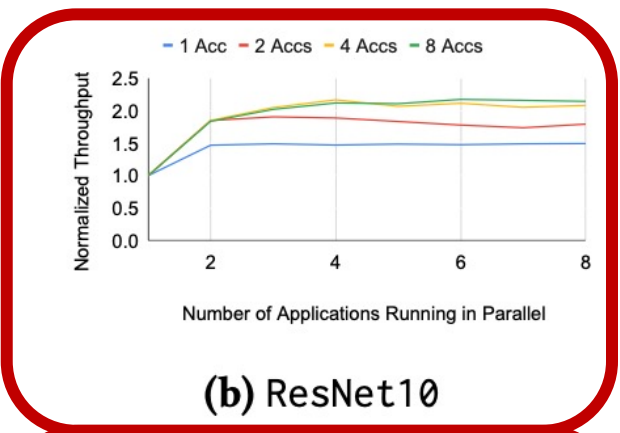 1 Acc 2 Accs 4 Accs 8 Accs
Normalized Throughput
2.5
2.0
1.5
1.0
0.5
0.0
2 4 6 8
Number of Applications Running in Parallel
(b) ResNet10